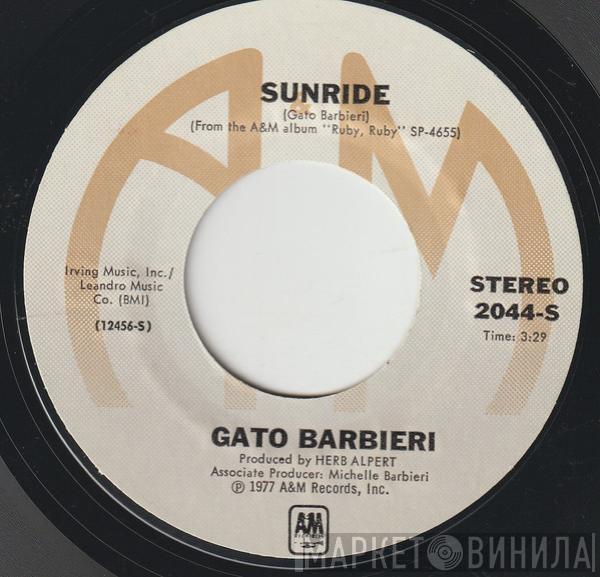 SUNRIDE
(Gato Barbieri)
(From the A&M album "Ruby, Ruby" SP-4655)
Irving Music, Inc./
Leandro Music
Co. (BMI)
(12456-S)
STEREO
2044-S
Time: 3:29
GATO BARBIERI
Produced by HERB ALPERT
Associate Producer: Michelle Barbieri
℗ 1977 A&M Records, Inc.
A&M
МАРКЕТ ВИНИЛА